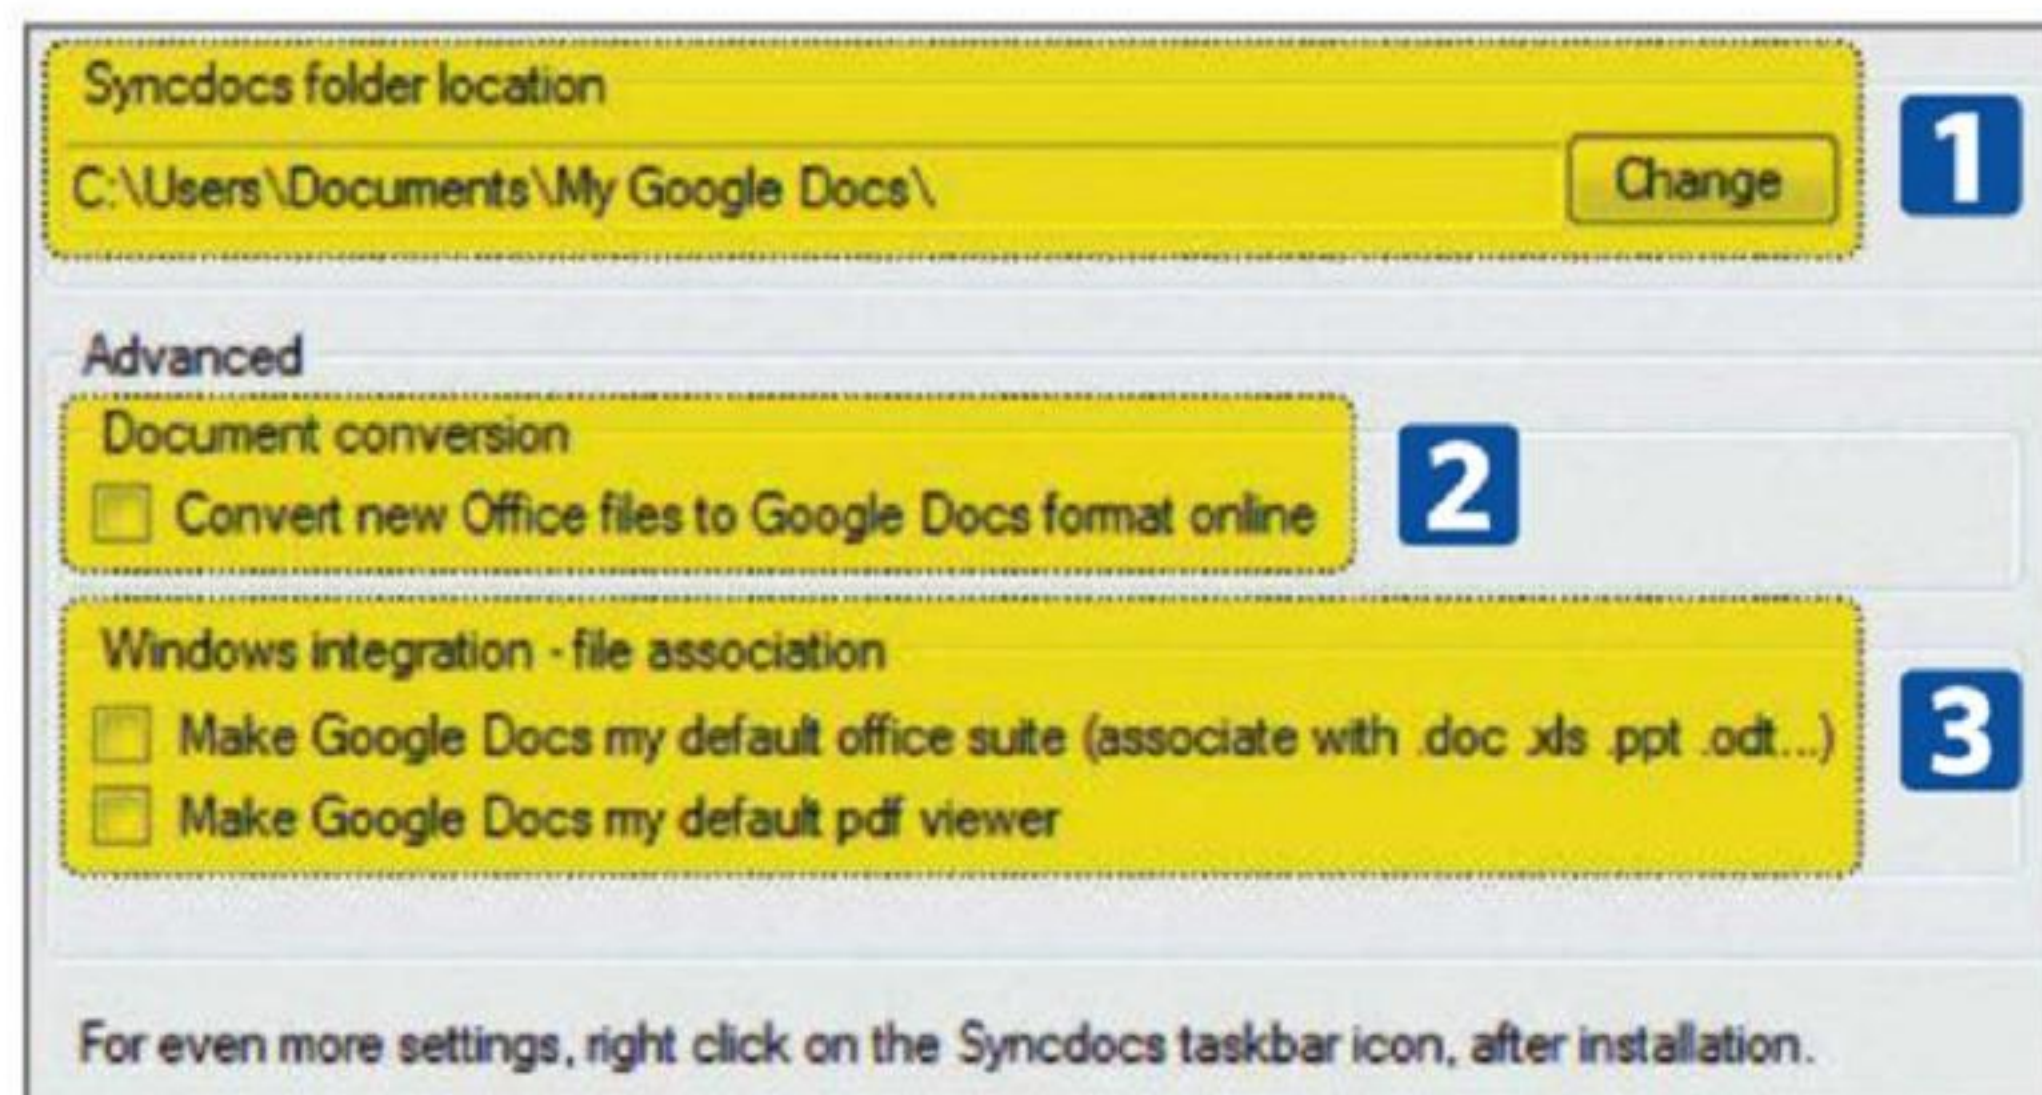 Syncdocs folder location
C:\Users\Documents\My Google Docs\ Change
1
Advanced
Document conversion
Convert new Office files to Google Docs format online
2
Windows integration - file association
Make Google Docs my default office suite (associate with .doc .xls .ppt .odt...)
Make Google Docs my default pdf viewer
3
For even more settings, right click on the Syncdocs taskbar icon, after installation.